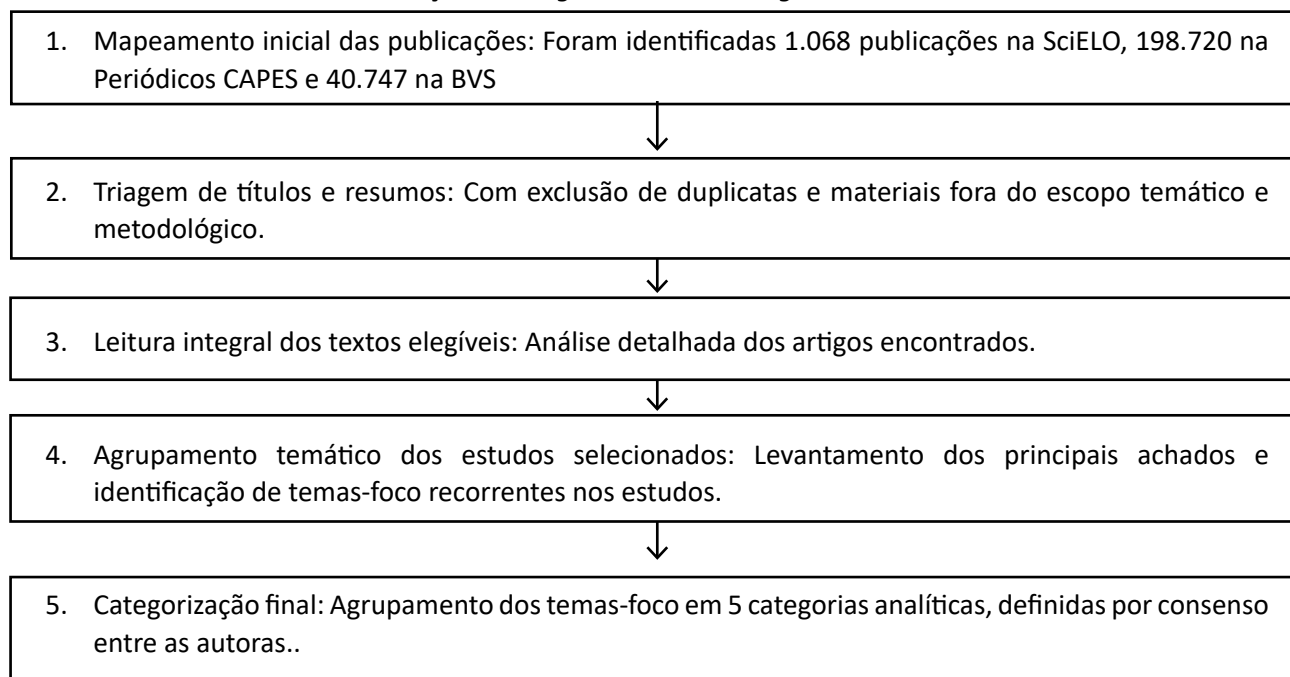 1. Mapeamento inicial das publicações: Foram identificadas 1.068 publicações na SciELO, 198.720 na
Periódicos CAPES e 40.747 na BVS
2. Triagem de títulos e resumos: Com exclusão de duplicatas e materiais fora do escopo temático e
metodológico.
3. Leitura integral dos textos elegíveis: Análise detalhada dos artigos encontrados.
4. Agrupamento temático dos estudos selecionados: Levantamento dos principais achados e
identificação de temas-foco recorrentes nos estudos.
5. Categorização final: Agrupamento dos temas-foco em 5 categorias analíticas, definidas por consenso
entre as autoras..